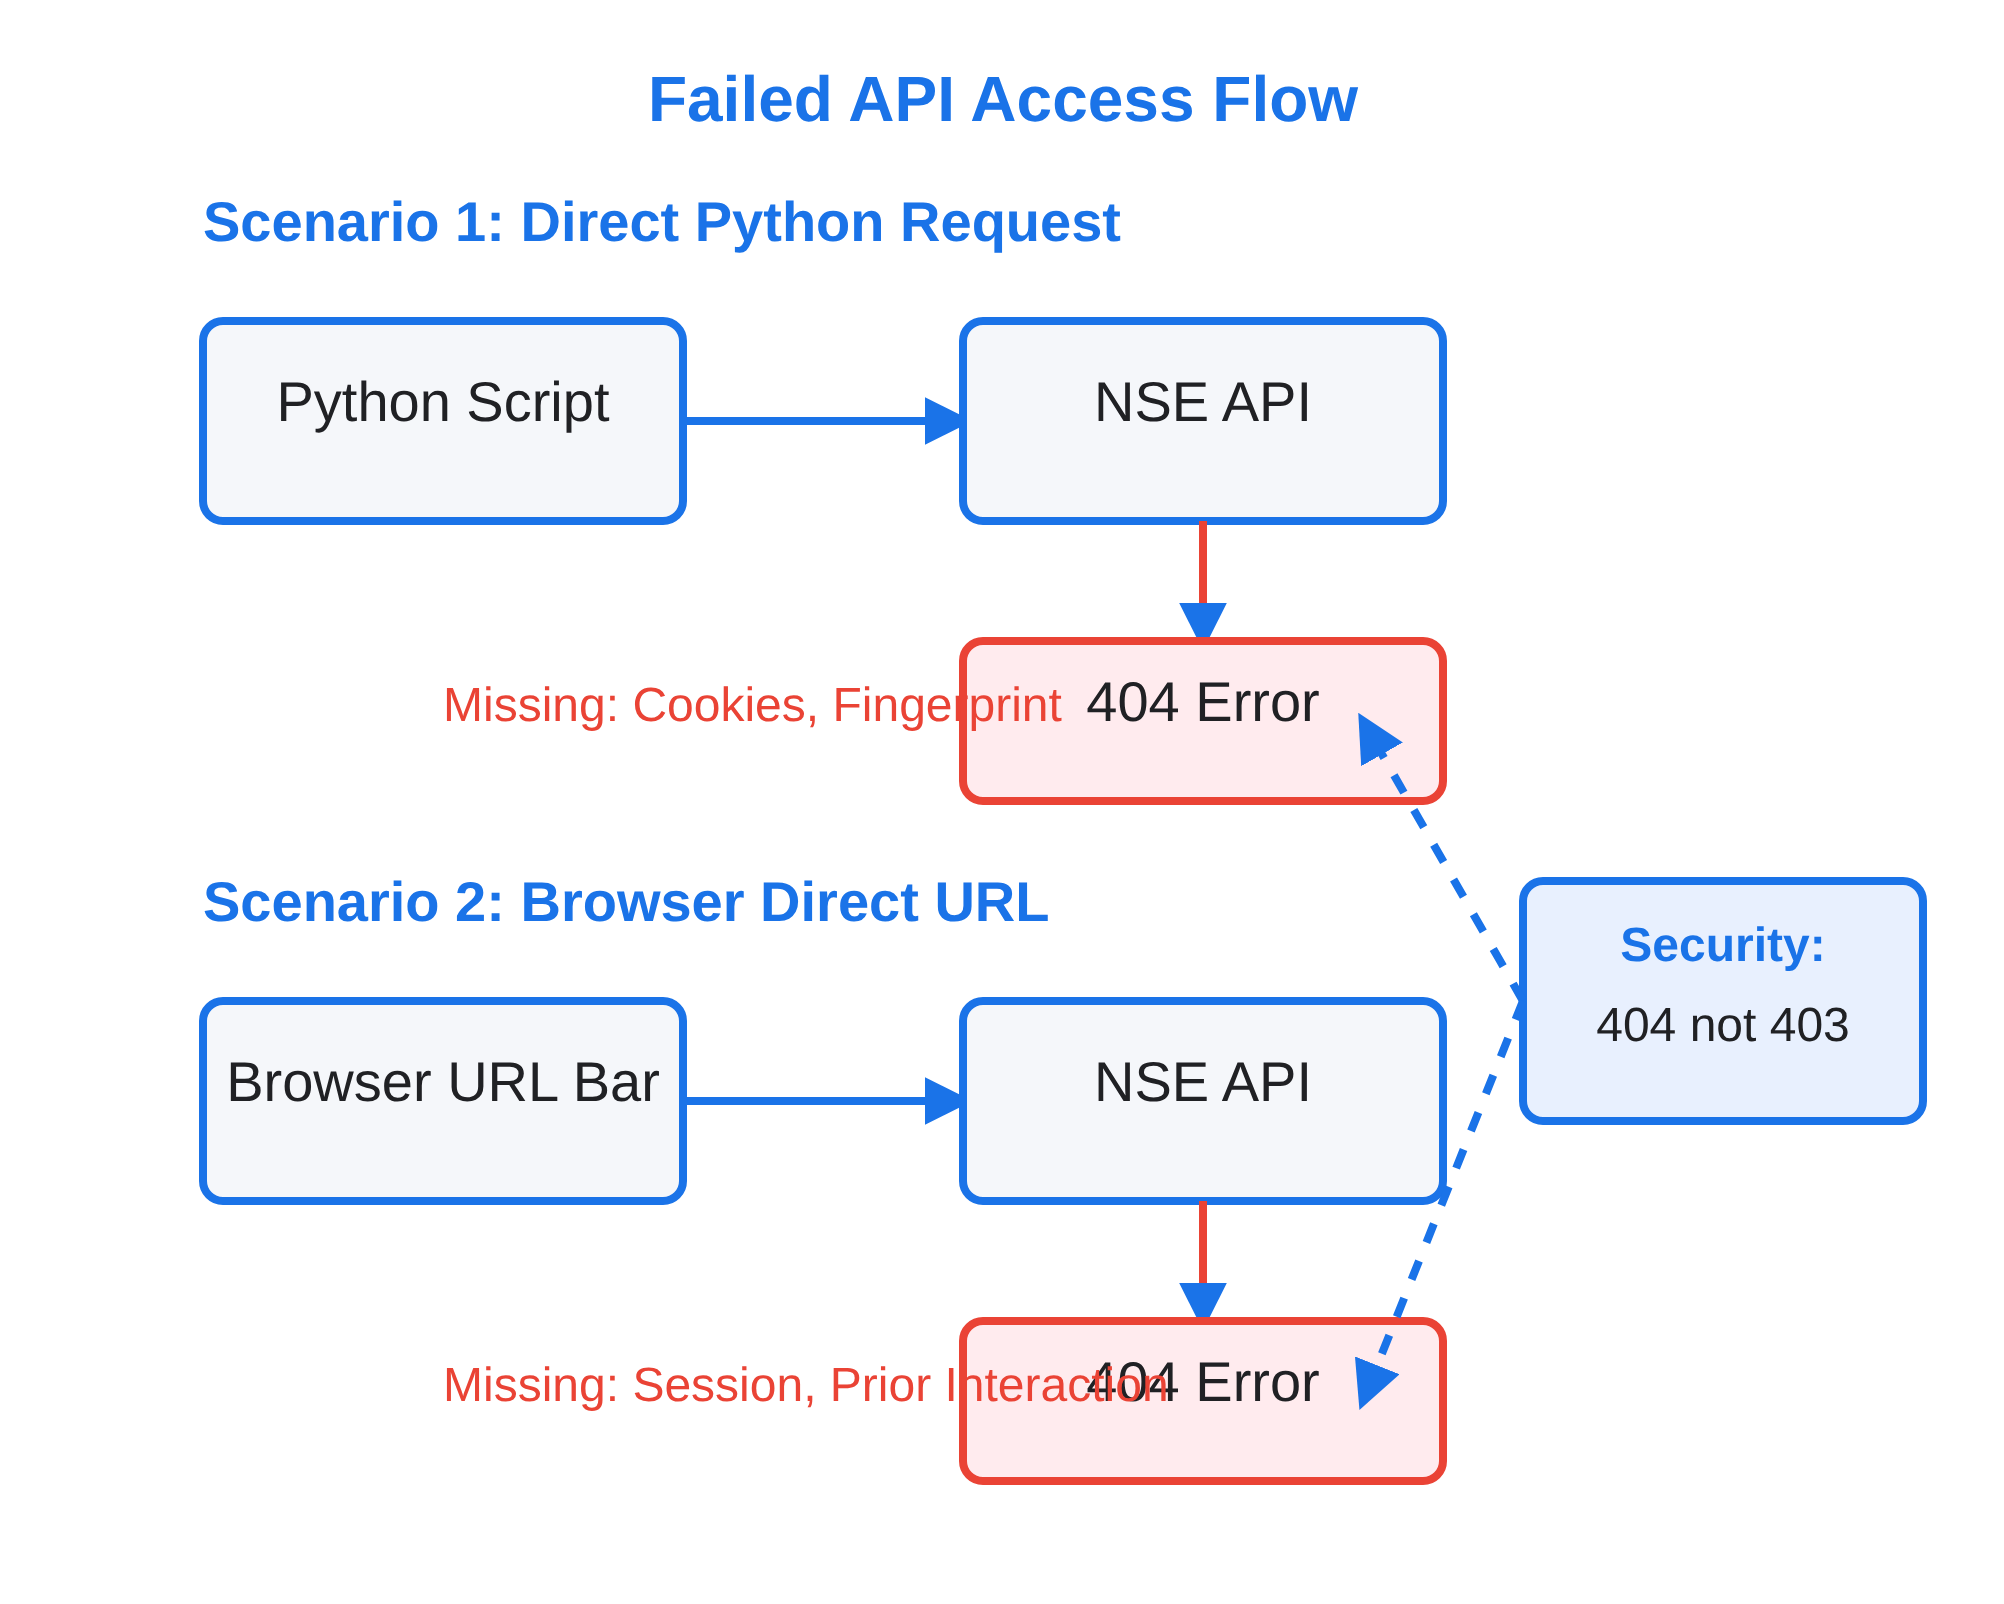 Failed API Access Flow
Scenario 1: Direct Python Request
Python Script
NSE API
Missing: Cookies, Fingerprint
404 Error
Scenario 2: Browser Direct URL
Security:
404 not 403
Browser URL Bar
NSE API
Missing: Session, Prior Interaction
404 Error